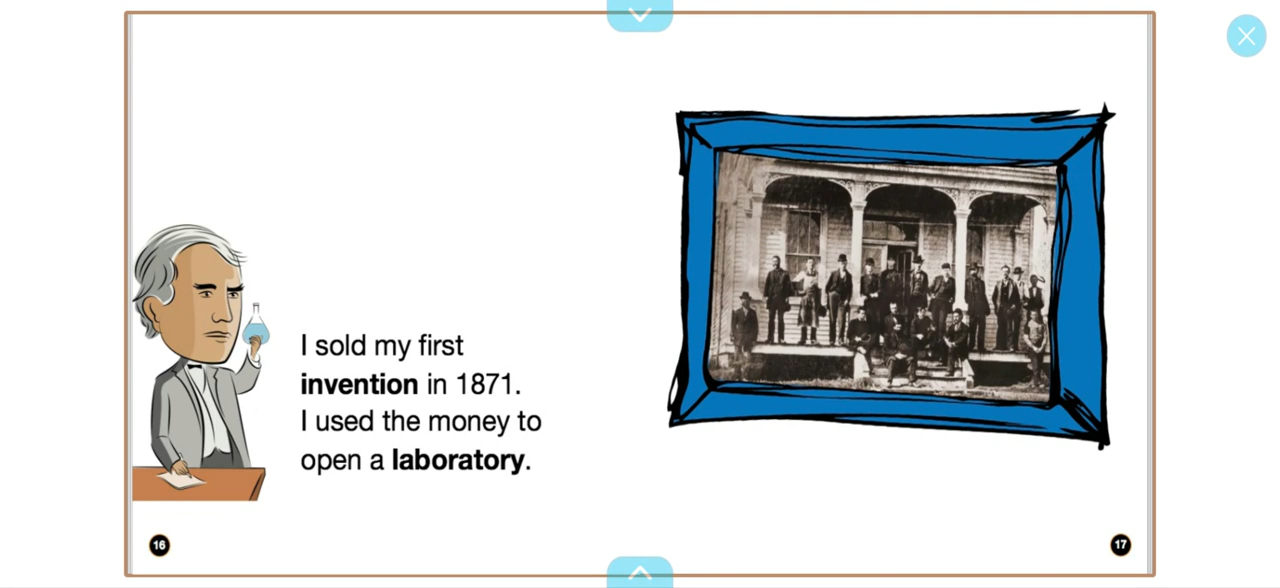 I sold my first
invention in 1871.
I used the money to
open a laboratory.
16
17